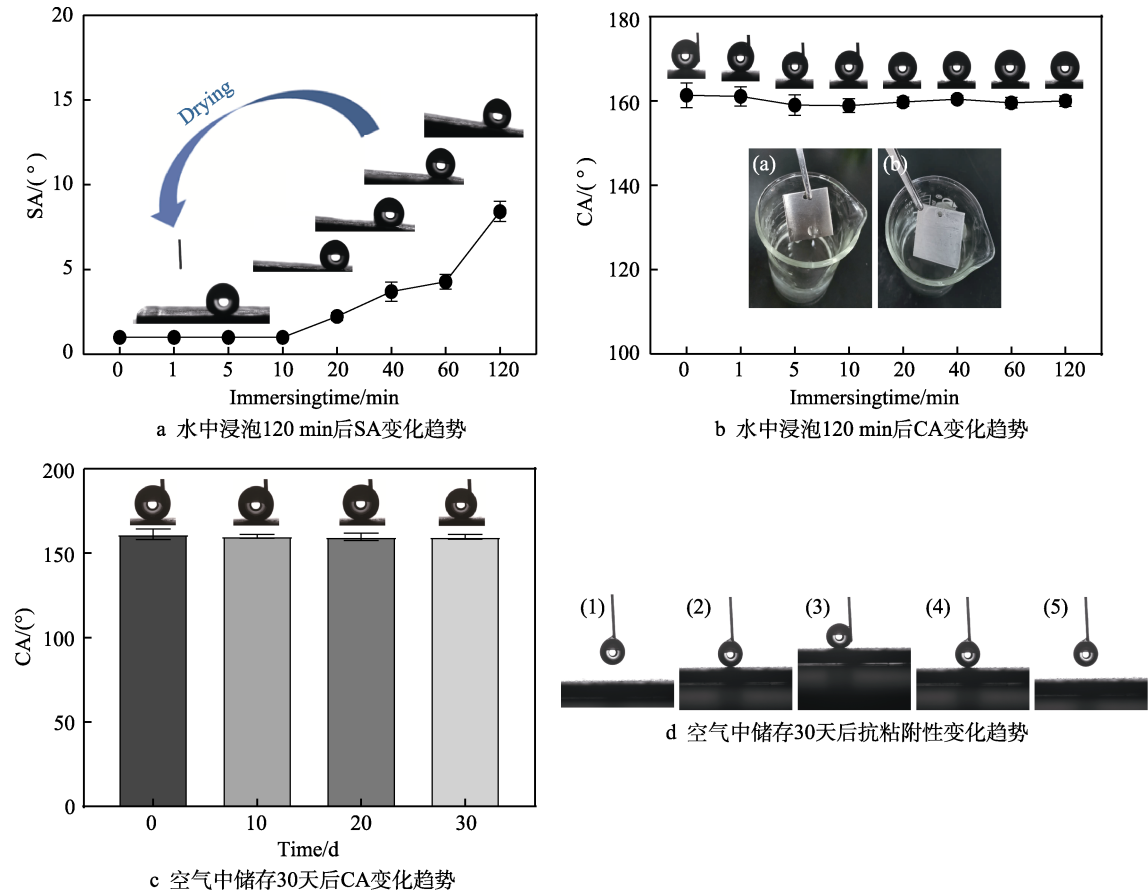 20
15
10
5
0
SA/(°)
Drying
0 1 5 10 20 40 60 120
Immersingtime/min
a 水中浸泡120 min后SA变化趋势
180
160
140
120
100
CA/(°)
(a) (b)
0 1 5 10 20 40 60 120
Immersingtime/min
b 水中浸泡120 min后CA变化趋势
200
150
100
50
0
CA/(°)
0 10 20 30
Time/d
c 空气中储存30天后CA变化趋势
(1) (2) (3) (4) (5)
d 空气中储存30天后抗粘附性变化趋势